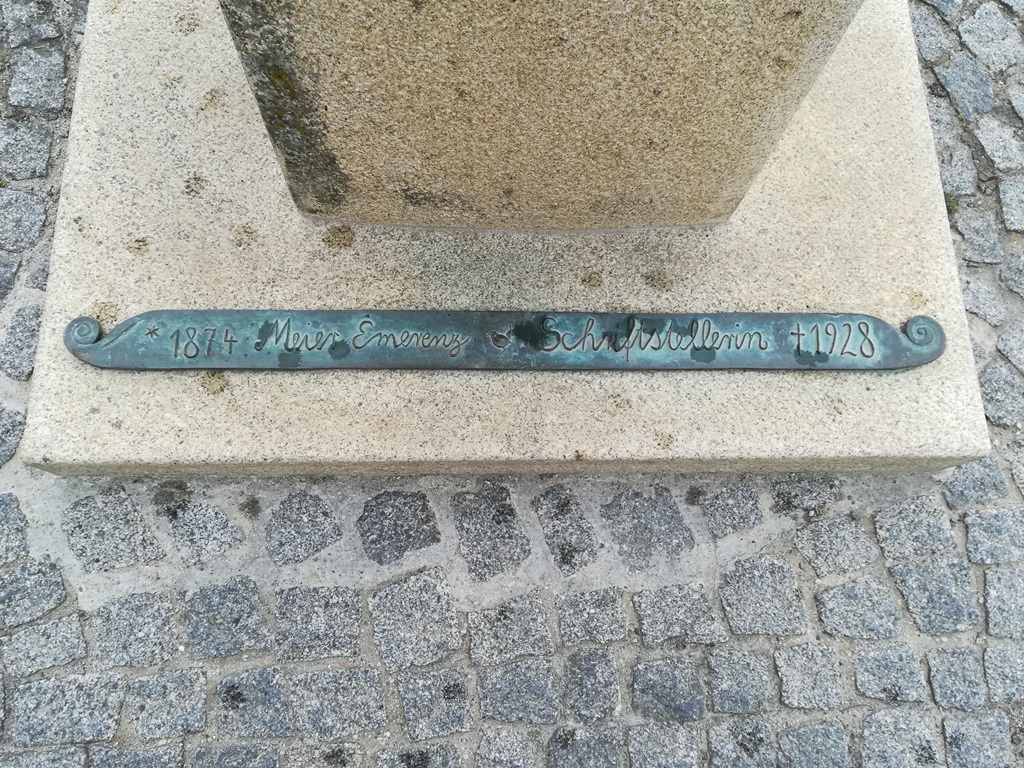 * 1874 Meier Emerenz Schriftstellerin † 1928